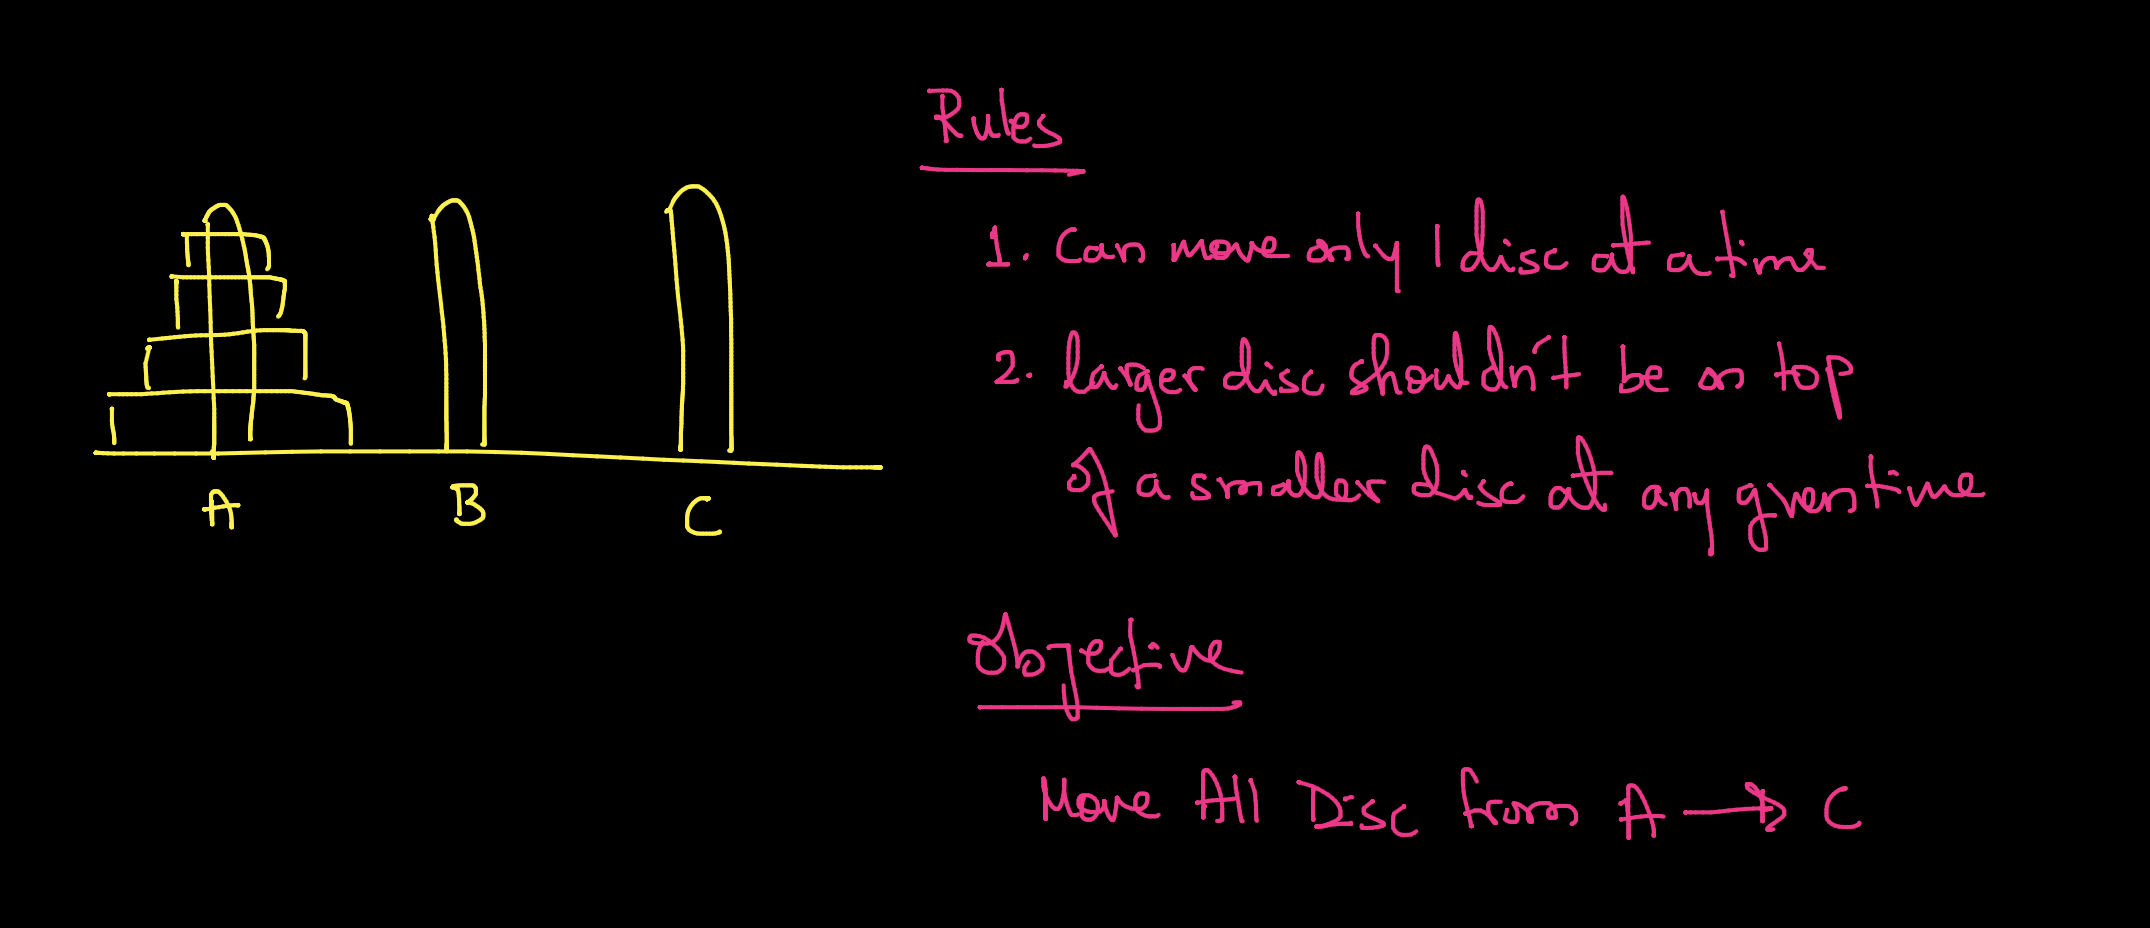 Rules
1. Can move only 1 disc at a time
2. larger disc shouldn't be on top
of a smaller disc at any given time
A B C
Objective
Move All Disc from A → C